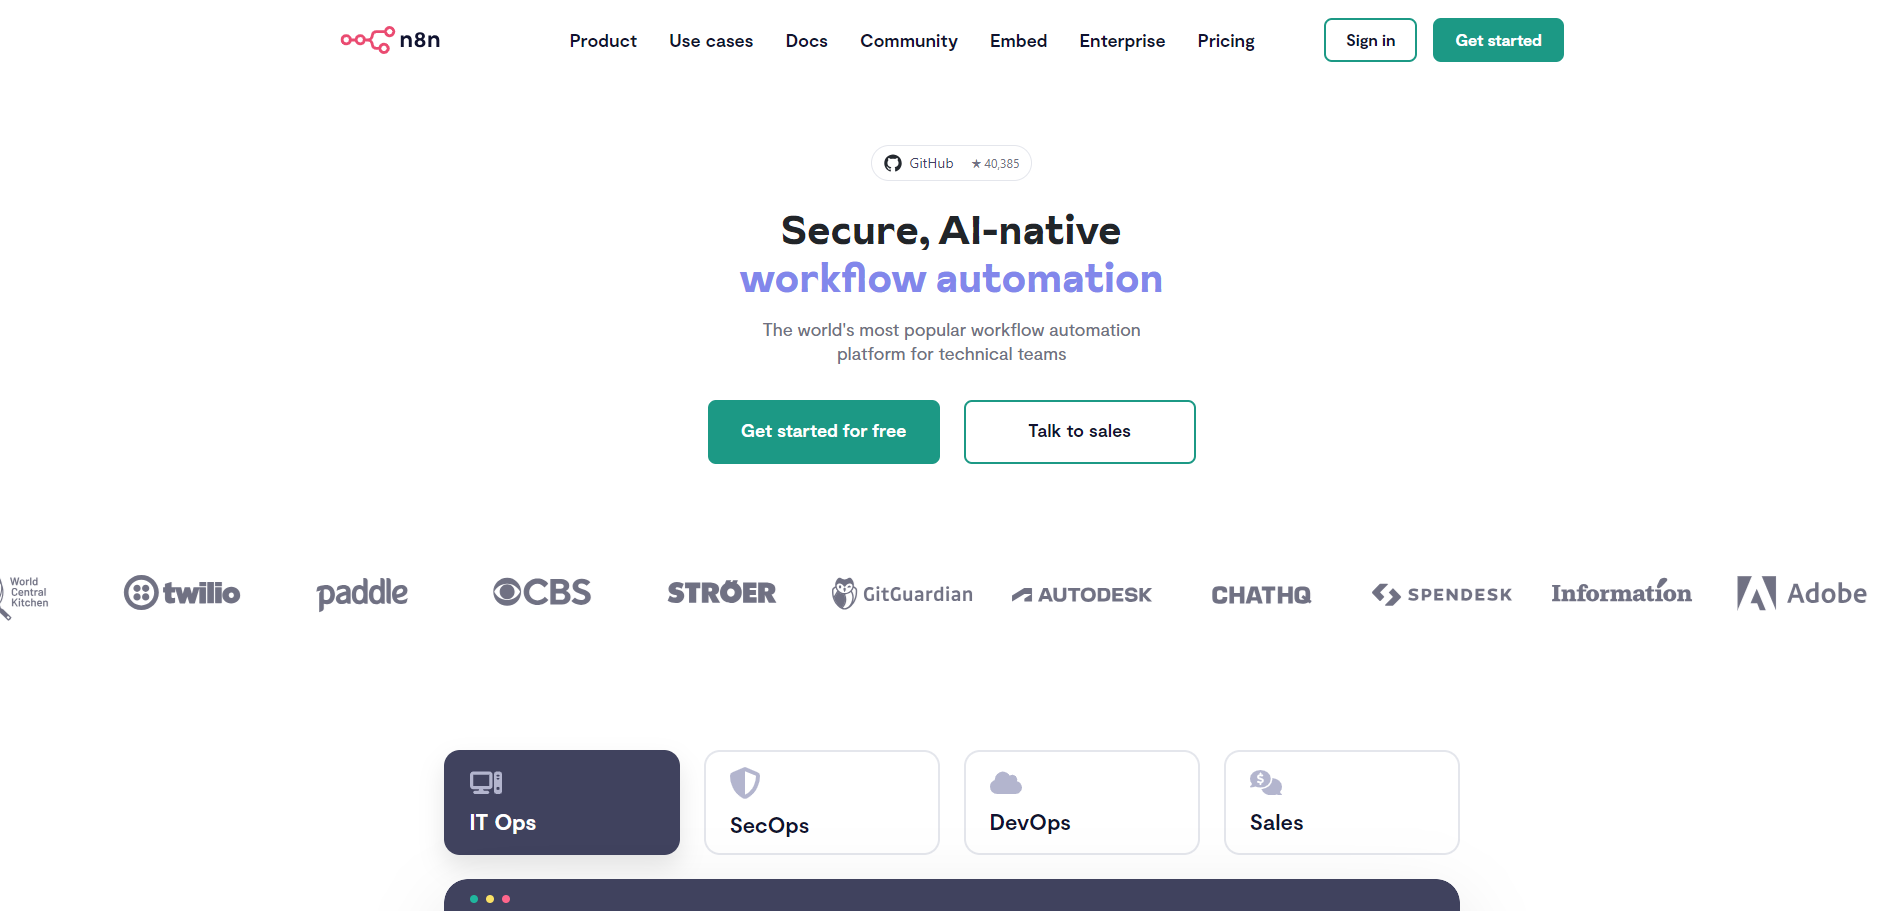 n8n
Product Use cases Docs Community Embed Enterprise Pricing
Sign in
Get started
GitHub ★ 40,385
Secure, AI-native
workflow automation
The world's most popular workflow automation
platform for technical teams
Get started for free
Talk to sales
World
Central
Kitchen
twilio
paddle
CBS
STRÖER
GitGuardian
AUTODESK
CHATHQ
SPENDESK
Information
Adobe
IT Ops
SecOps
DevOps
Sales